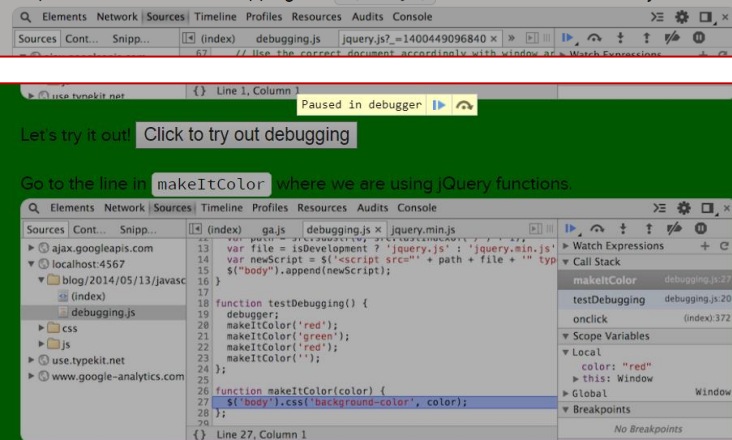 Elements Network Sources Timeline Profiles Resources Audits Console
Sources Cont... Snipp... (index) debugging.js jquery.js?_=1400449096840 × »
67 // Use the correct document accordingly with window ar
Watch Expressions + C
use.typekit.net
{} Line 1, Column 1
Paused in debugger
Let's try it out! Click to try out debugging
Go to the line in makeItColor where we are using jQuery functions.
Elements Network Sources Timeline Profiles Resources Audits Console
Sources Cont... Snipp... (index) ga.js debugging.js × jquery.min.js
ajax.googleapis.com
localhost:4567
blog/2014/05/13/javasc
(index)
debugging.js
css
js
use.typekit.net
www.google-analytics.com
14 var file = isDevelopment ? 'jquery.js' : 'jquery.min.js'
14 var newScript = $('<script src="' + path + file + '" typ
15 $("body").append(newScript);
16 }
17
18 function testDebugging() {
19 debugger;
20 makeItColor('red');
21 makeItColor('green');
22 makeItColor('red');
23 makeItColor('');
24 };
25
26 function makeItColor(color) {
27 $('body').css('background-color', color);
28 };
29
{} Line 27, Column 1
Watch Expressions + C
Call Stack
makeItColor debugging.js:27
testDebugging debugging.js:20
onclick (index):372
Scope Variables
Local
color: "red"
this: Window
Global Window
Breakpoints
No Breakpoints